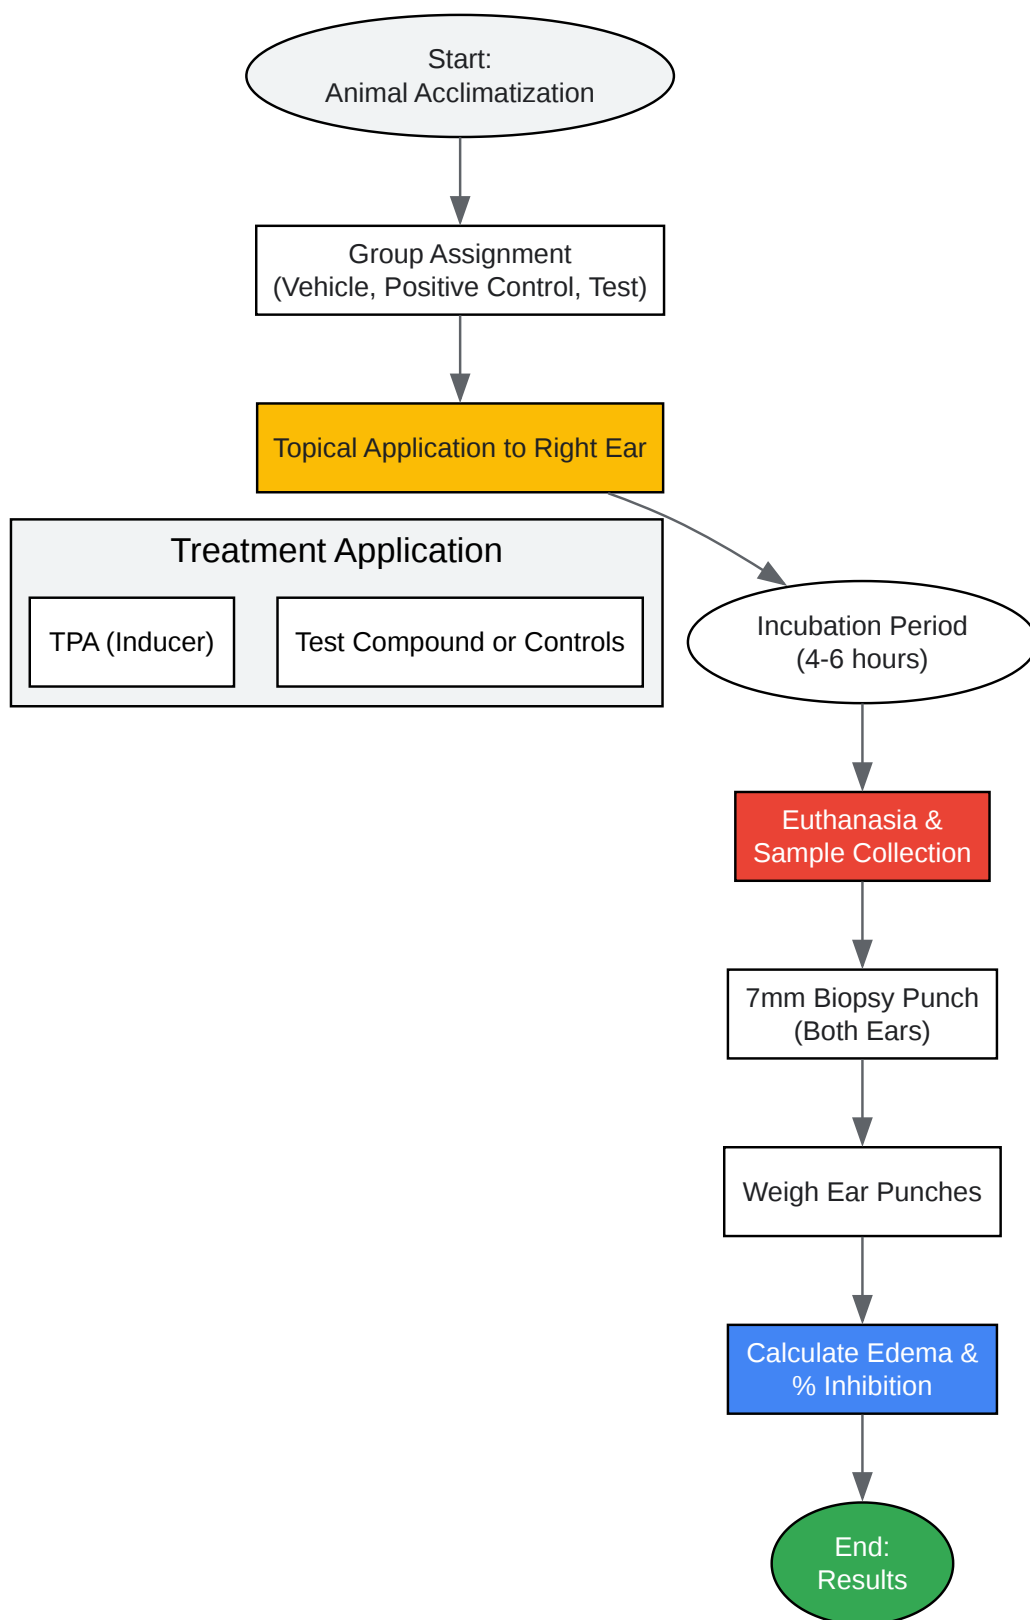 Start:
Animal Acclimatization
Group Assignment
(Vehicle, Positive Control, Test)
Topical Application to Right Ear
Treatment Application
TPA (Inducer)
Test Compound or Controls
Incubation Period
(4-6 hours)
Euthanasia &
Sample Collection
7mm Biopsy Punch
(Both Ears)
Weigh Ear Punches
Calculate Edema &
% Inhibition
End:
Results